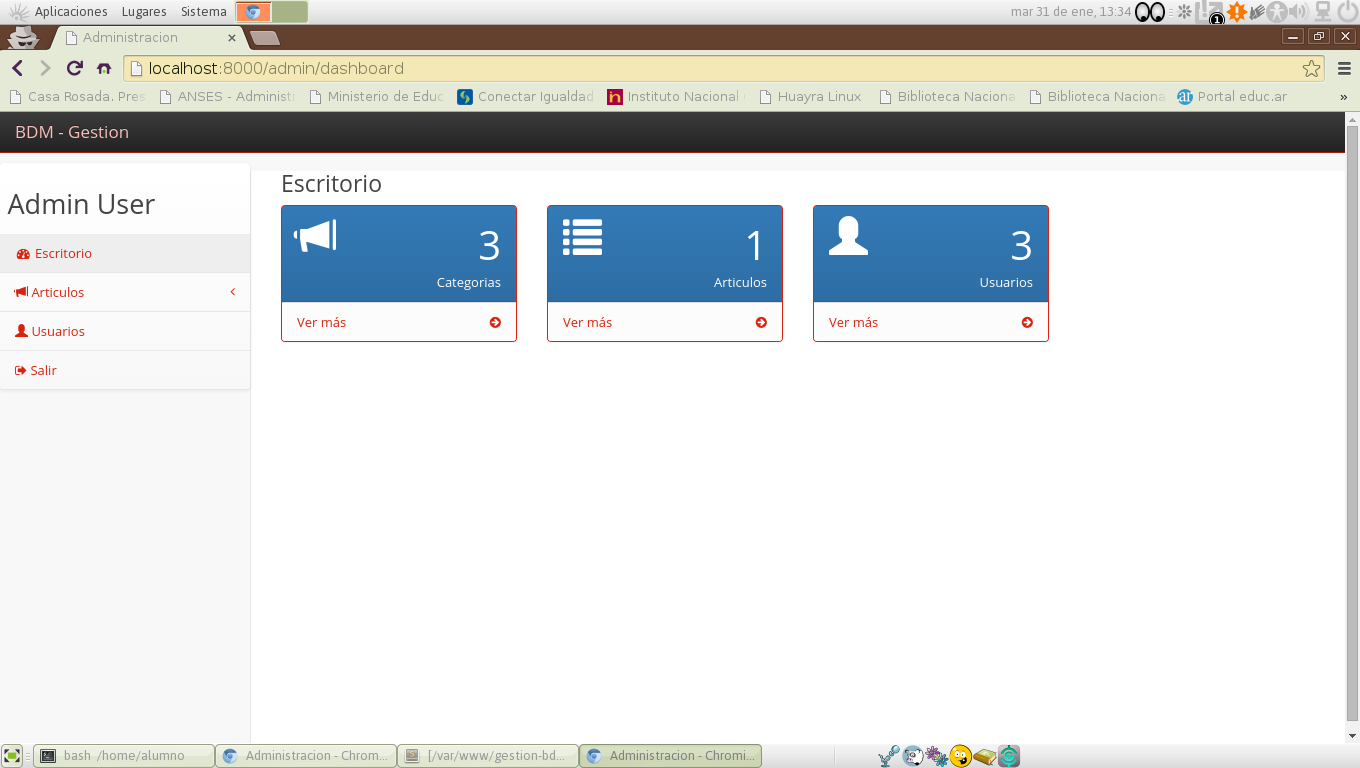 Aplicaciones Lugares Sistema mar 31 de ene, 13:34 1
Administracion
localhost:8000/admin/dashboard
Casa Rosada. Pres ANSES - Administr Ministerio de Educ Conectar Igualdad Instituto Nacional Huayra Linux Biblioteca Naciona Biblioteca Naciona ar Portal educ.ar »
BDM - Gestion
Admin User
Escritorio
Articulos
Usuarios
Salir
Escritorio
3
Categorias
Ver más
1
Articulos
Ver más
3
Usuarios
Ver más
bash /home/alumno Administracion - Chrom... [/var/www/gestion-bd... Administracion - Chromi...